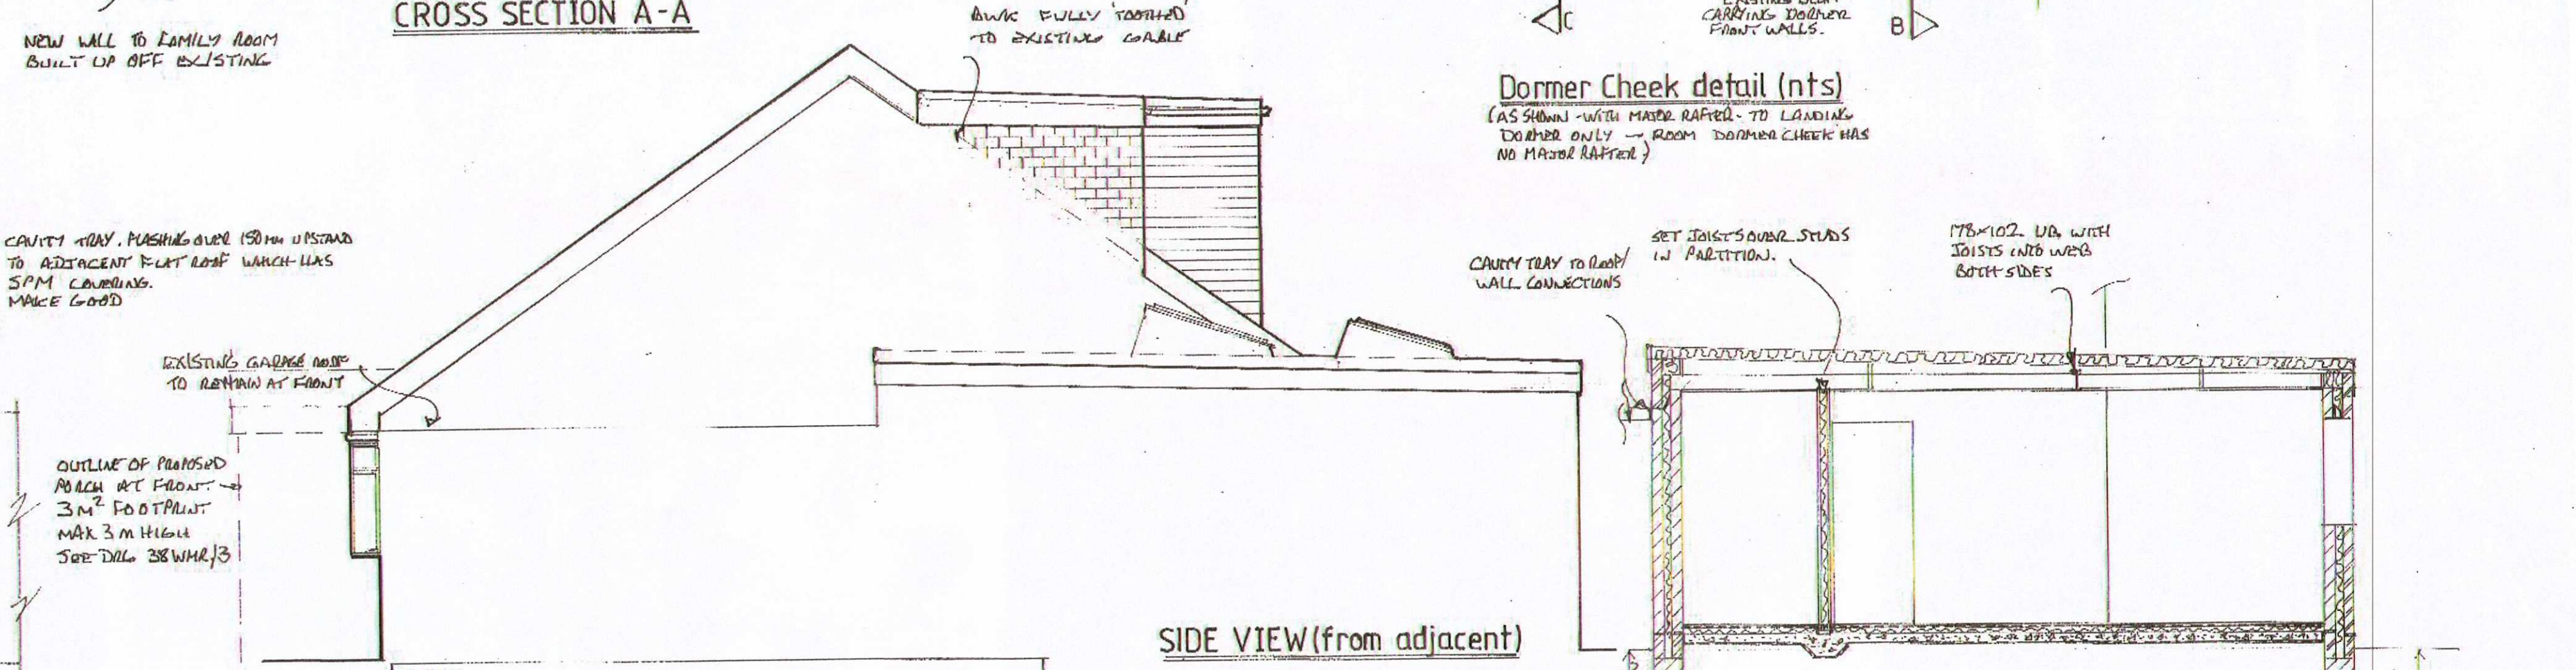 CROSS SECTION A-A
NEW WALL TO FAMILY ROOM
BUILT UP OFF EXISTING
BWK FULLY 'TOOTHED'
TO EXISTING GABLE
C
CARRYING DORMER
FRONT WALLS.
B
Dormer Cheek detail (nts)
(AS SHOWN - WITH MAJOR RAFTER - TO LANDING
DORMER ONLY - ROOM DORMER CHEEK HAS
NO MAJOR RAFTER)
CAVITY TRAY. FLASHING OVER 150MM UPSTAND
TO ADJACENT FLAT ROOF WHICH HAS
SPM COVERING.
MAKE GOOD
EXISTING GARAGE ROOF
TO REMAIN AT FRONT
OUTLINE OF PROPOSED
PORCH AT FRONT.
3M² FOOTPRINT
MAX 3M HIGH
SEE DRG 38WMR/3
CAVITY TRAY TO ROOF/
WALL CONNECTIONS
SET JOISTS OVER STUDS
IN PARTITION.
178×102 UB WITH
JOISTS INTO WEB
BOTH SIDES
SIDE VIEW (from adjacent)